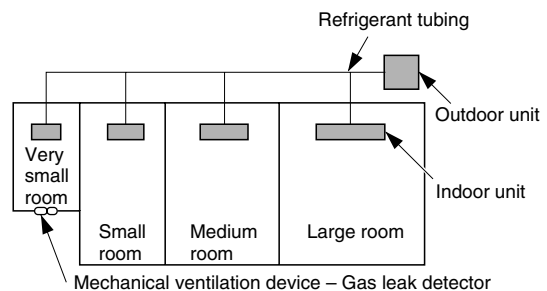 Refrigerant tubing
Outdoor unit
Indoor unit
Very
small
room
Small
room
Medium
room
Large room
Mechanical ventilation device – Gas leak detector